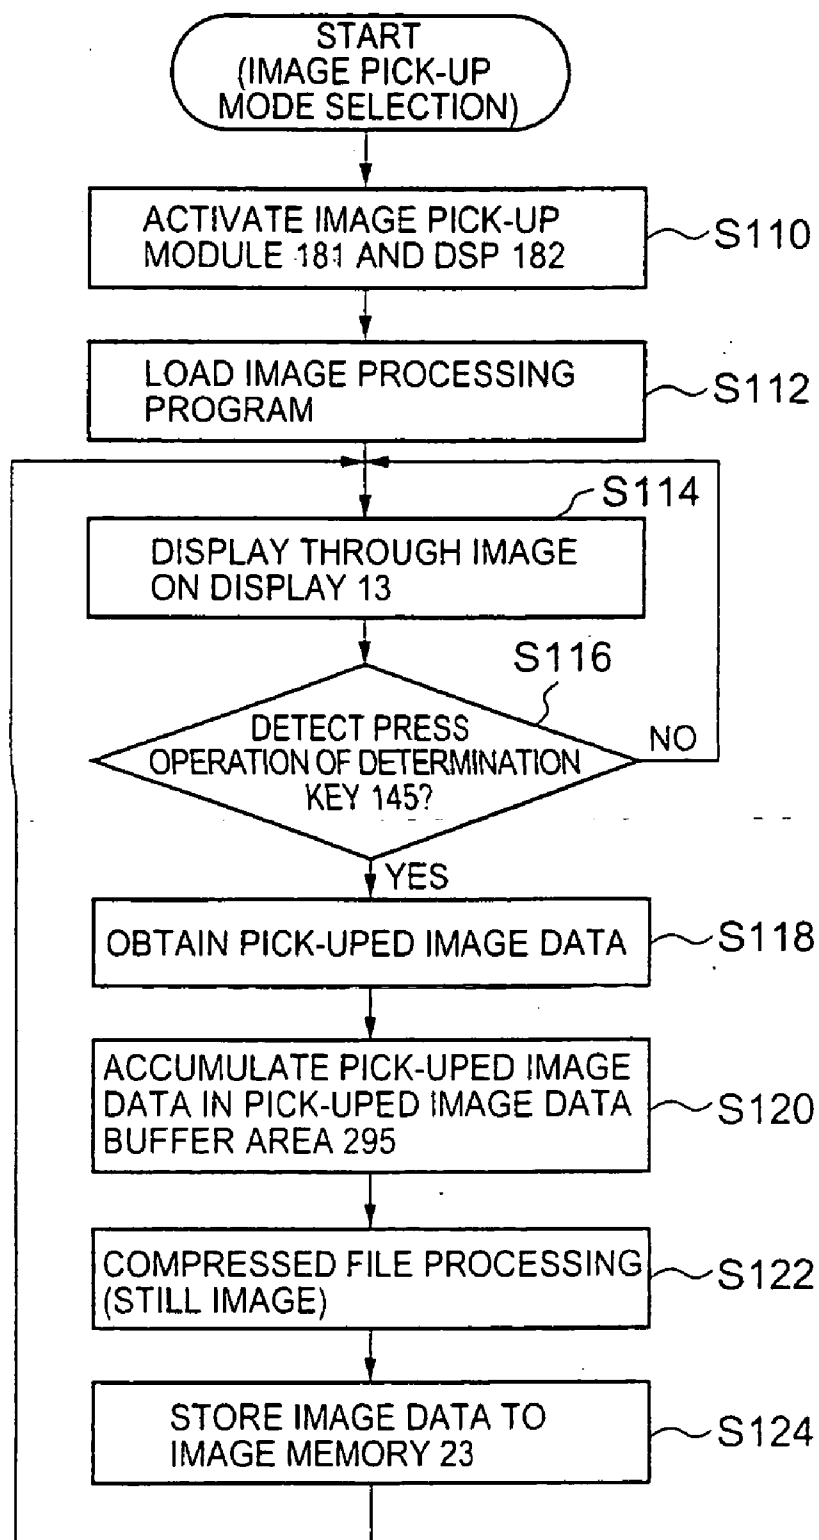 START
(IMAGE PICK-UP
MODE SELECTION)
ACTIVATE IMAGE PICK-UP
MODULE 181 AND DSP 182
S110
LOAD IMAGE PROCESSING
PROGRAM
S112
S114
DISPLAY THROUGH IMAGE
ON DISPLAY 13
S116
DETECT PRESS
OPERATION OF DETERMINATION
KEY 145?
NO
YES
OBTAIN PICK-UPED IMAGE DATA
S118
ACCUMULATE PICK-UPED IMAGE
DATA IN PICK-UPED IMAGE DATA
BUFFER AREA 295
S120
COMPRESSED FILE PROCESSING
(STILL IMAGE)
S122
STORE IMAGE DATA TO
IMAGE MEMORY 23
S124